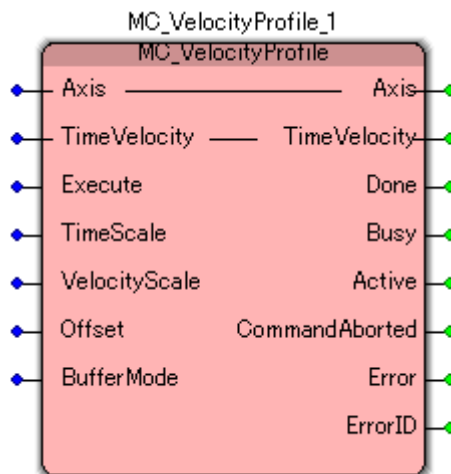 MC_VelocityProfile_1
MC_VelocityProfile
Axis Axis
TimeVelocity TimeVelocity
Execute Done
TimeScale Busy
VelocityScale Active
Offset CommandAborted
BufferMode Error
ErrorID